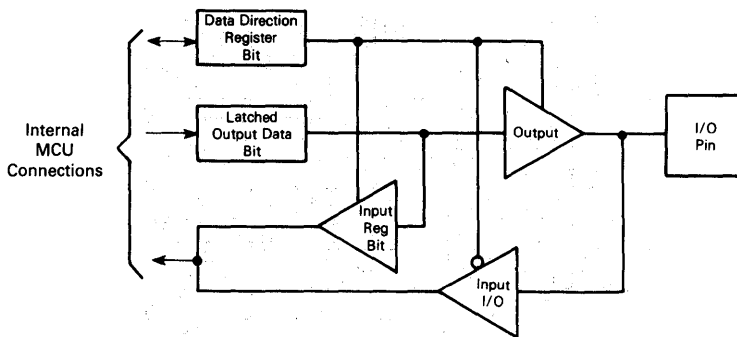 Data Direction
Register
Bit
Latched
Output Data
Bit
Internal
MCU
Connections
Output
I/O
Pin
Input
Reg
Bit
Input
I/O